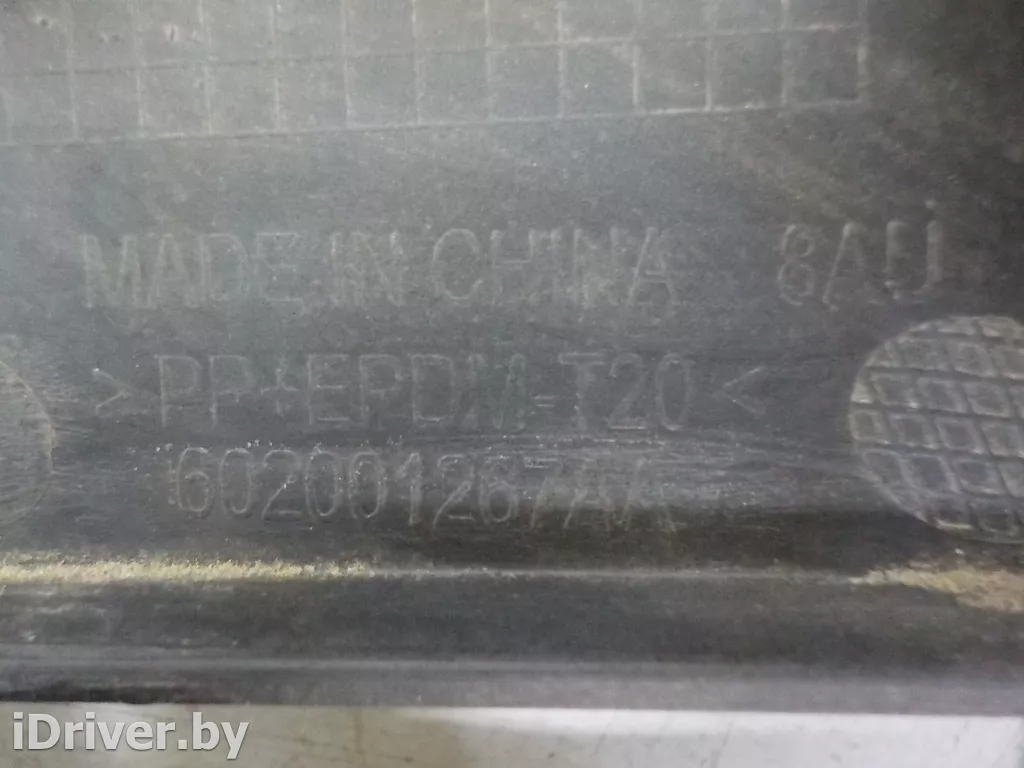 MADE IN CHINA 8AU
>PP+EPDM-T20<
602001267AA
iDriver.by